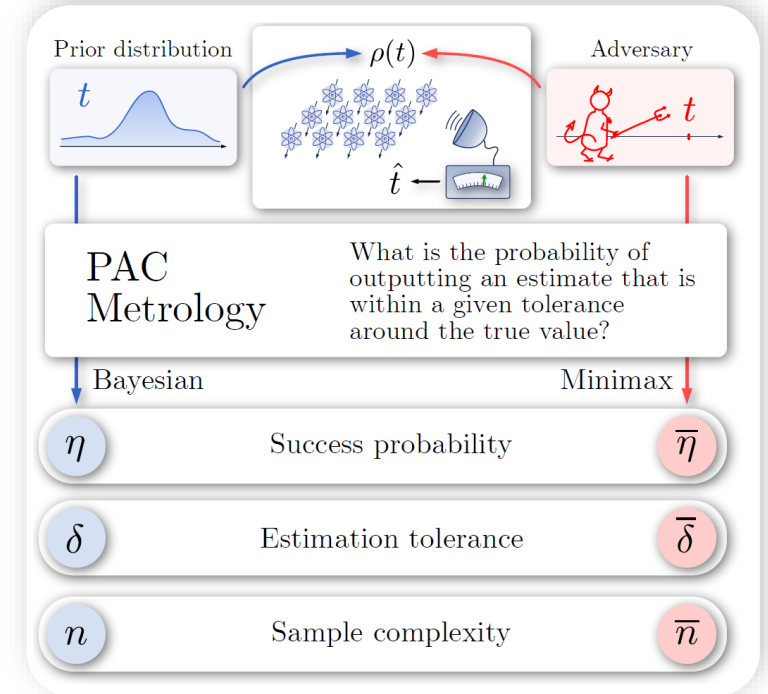 Prior distribution
ρ(t)
Adversary
t
t
t̂
PAC
Metrology
What is the probability of
outputting an estimate that is
within a given tolerance
around the true value?
Bayesian
Minimax
η
Success probability
η̅
δ
Estimation tolerance
δ̅
n
Sample complexity
n̅